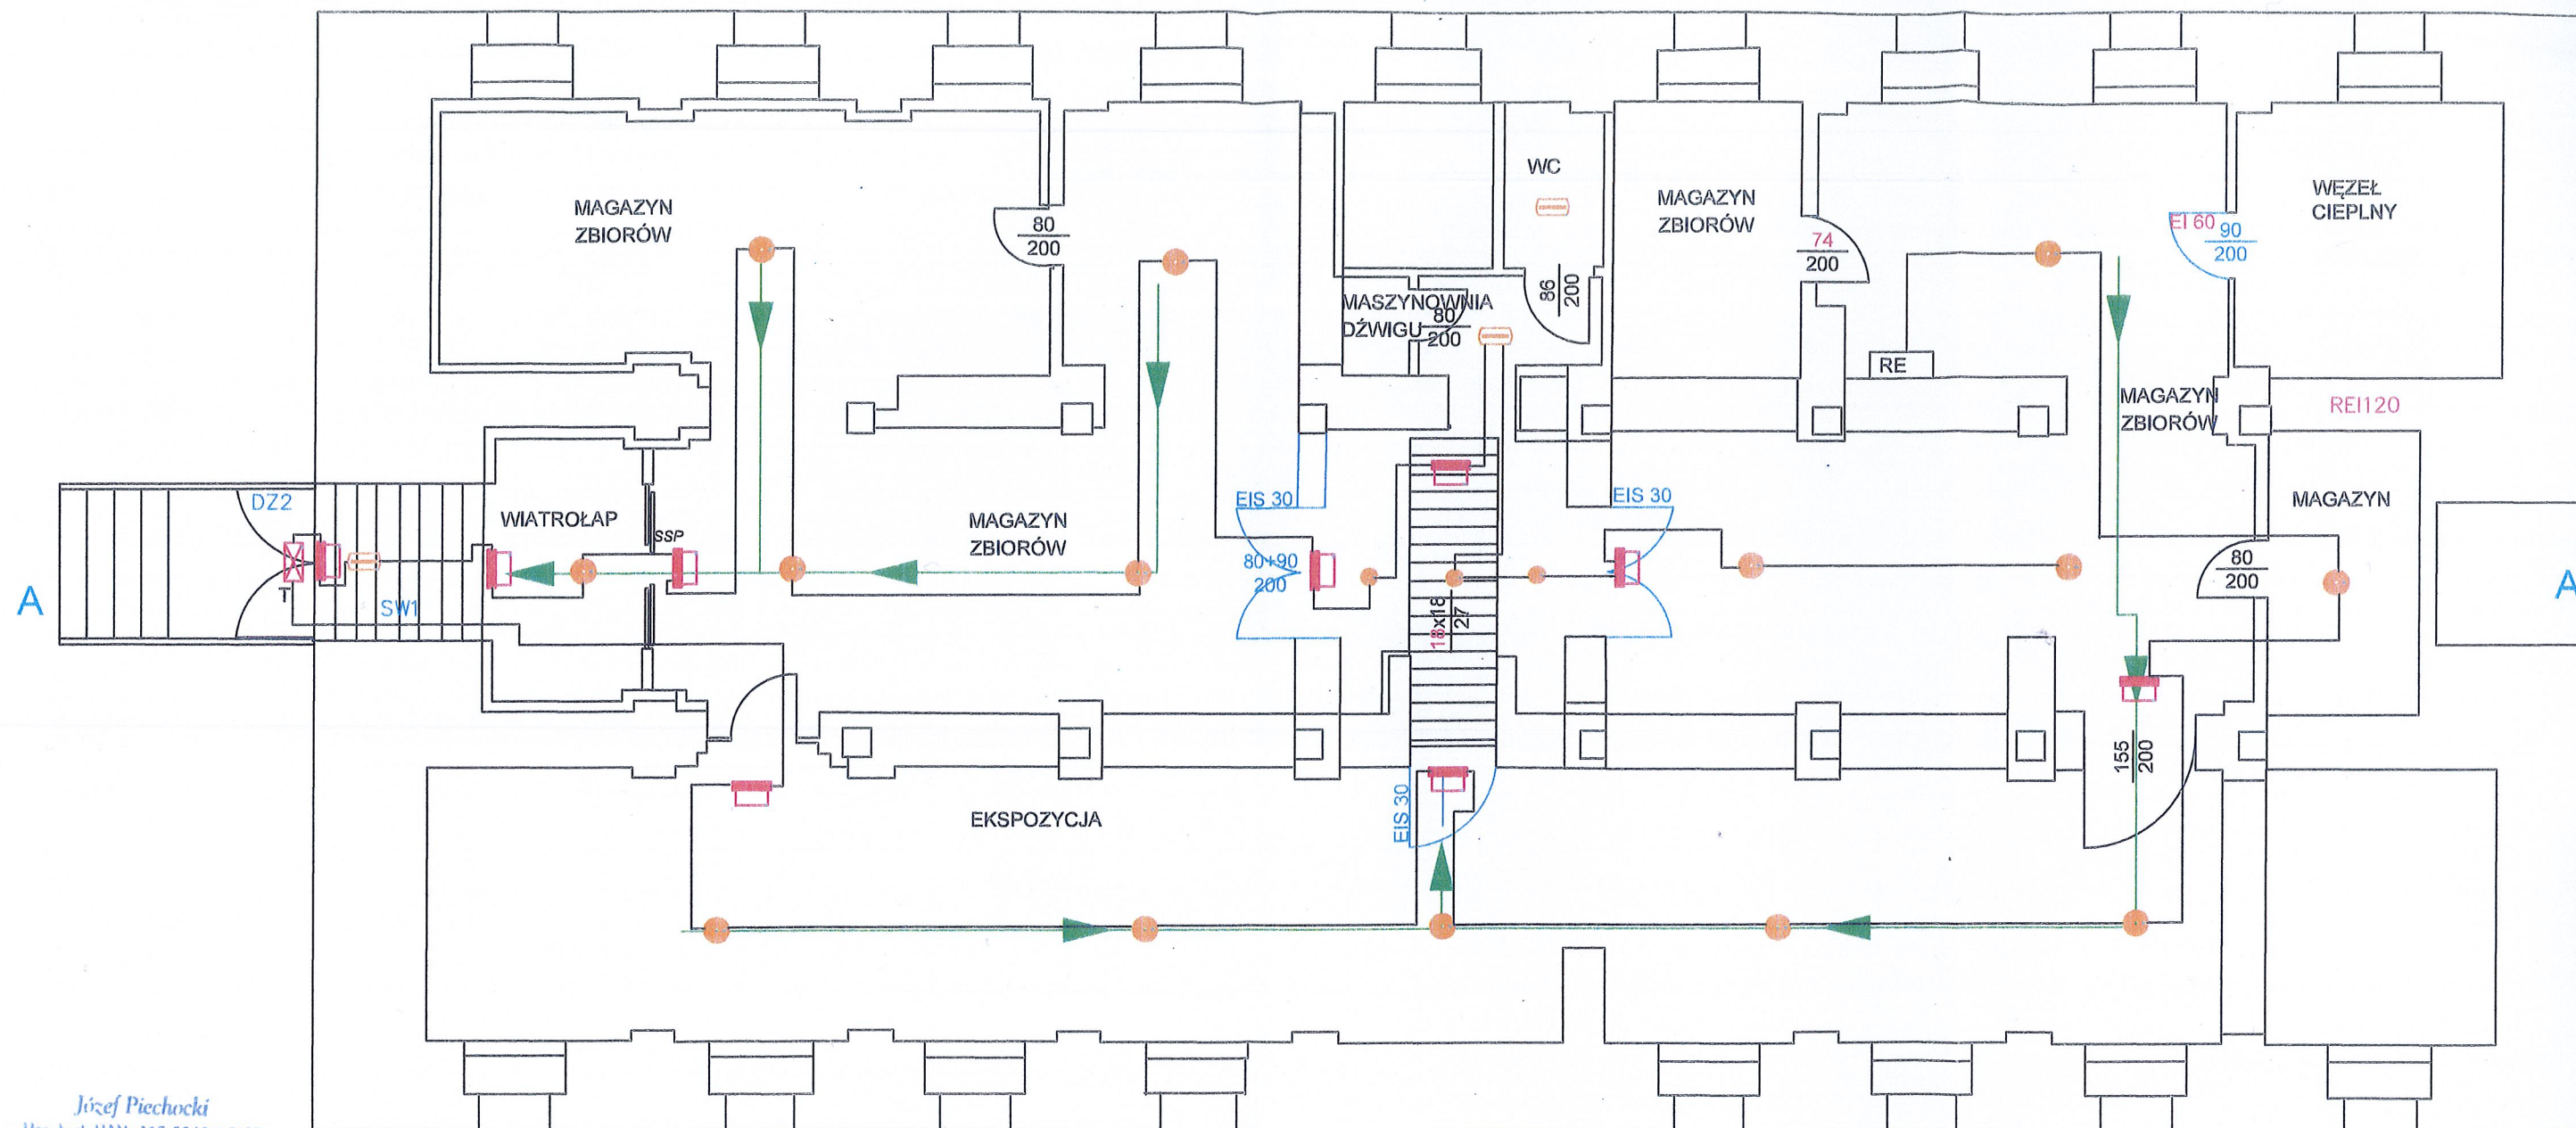 WC
MAGAZYN
ZBIORÓW
80
200
MAGAZYN
ZBIORÓW
74
200
EI 60
90
200
WĘZEŁ
CIEPLNY
86
200
MASZYNOWNIA
DŹWIGU
80
200
RE
MAGAZYN
ZBIORÓW
REI120
DZ2
WIATROŁAP
SSP
MAGAZYN
ZBIORÓW
EIS 30
80+90
200
EIS 30
MAGAZYN
80
200
A
T
SW1
18x18
27
A
155
200
EKSPOZYCJA
EIS 30
Józef Piechocki